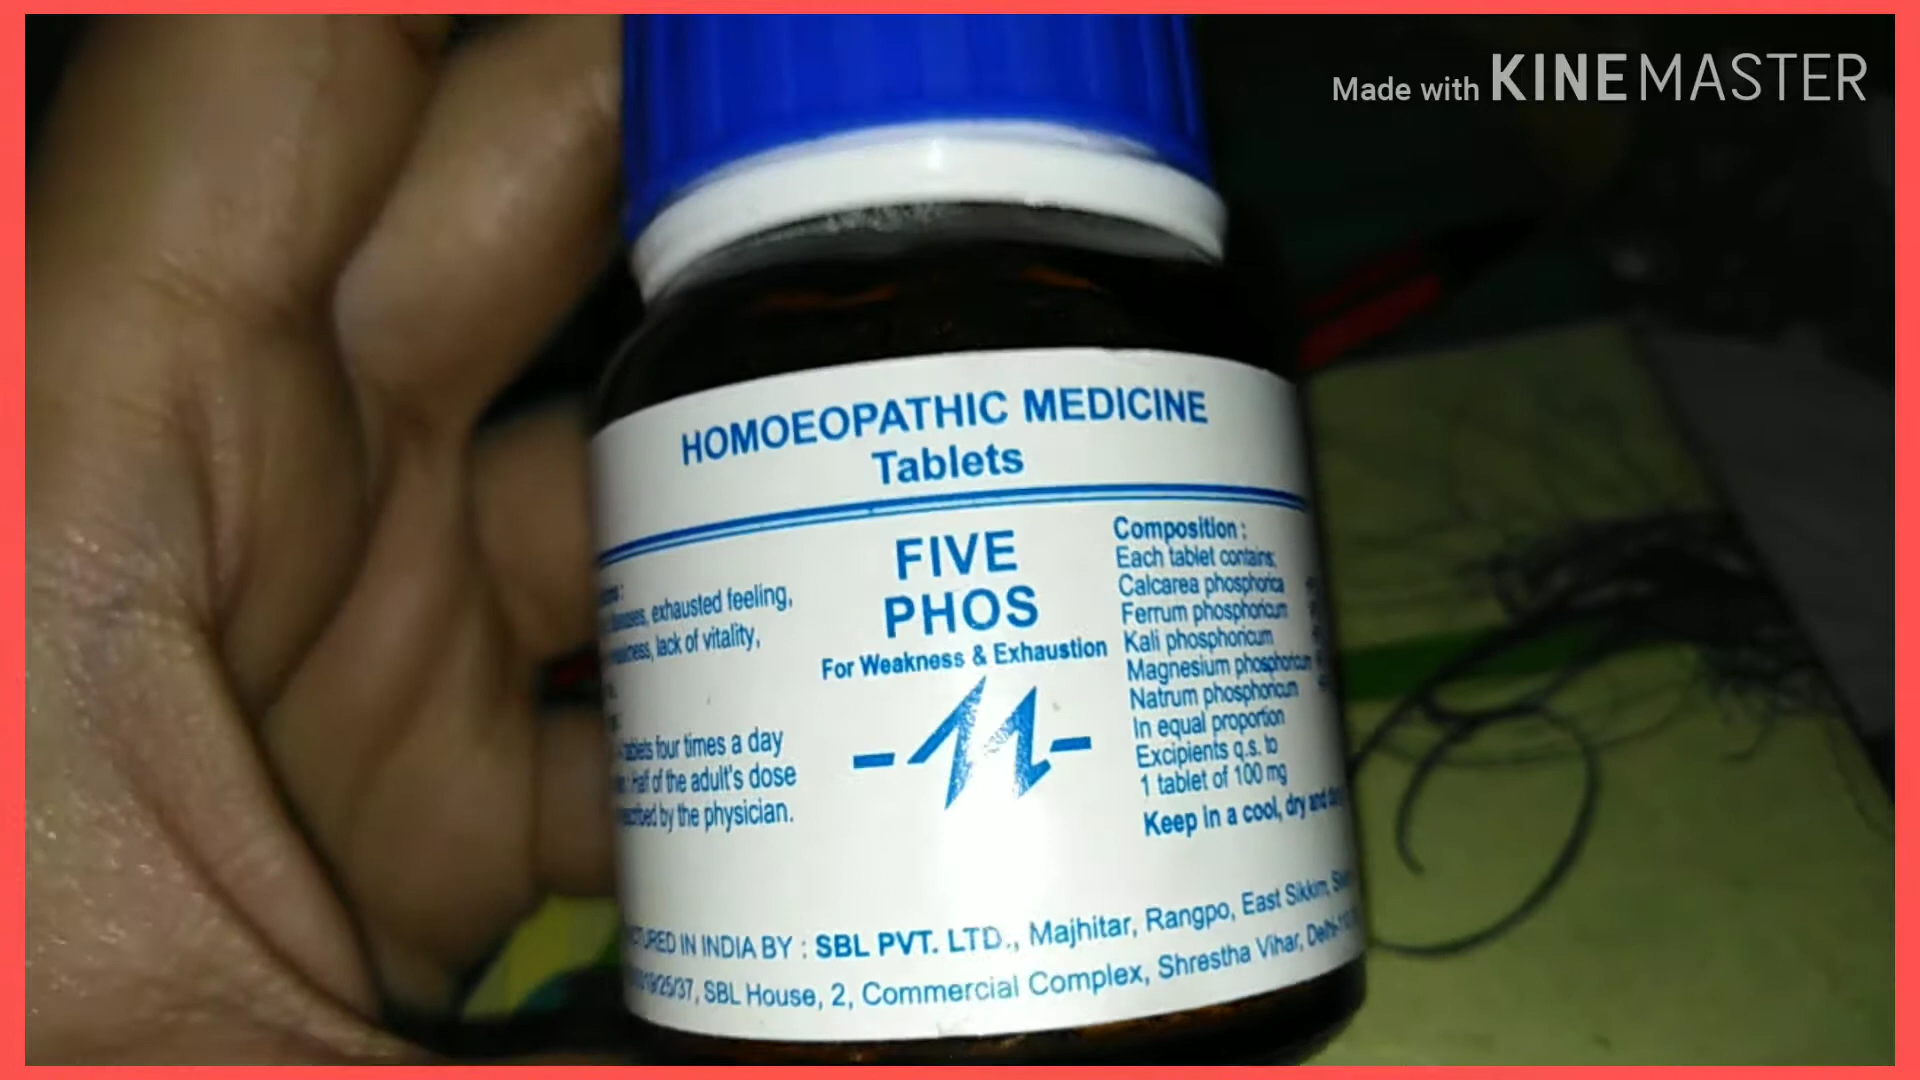 Made with KINEMASTER
HOMOEOPATHIC MEDICINE
Tablets
exhausted feeling,
lack of vitality,
tablets four times a day
Half of the adult's dose
by the physician.
FIVE
PHOS
For Weakness & Exhaustion
Composition :
Each tablet contains:
Calcarea phosphorica
Ferrum phosphoricum
Kali phosphoricum
Magnesium phosphoricum
Natrum phosphoricum
In equal proportion
Excipients q.s. to
1 tablet of 100 mg
Keep in a cool, dry and
IN INDIA BY : SBL PVT. LTD., Majhitar, Rangpo, East Sikkim,
SBL House, 2, Commercial Complex, Shrestha Vihar, Delhi-